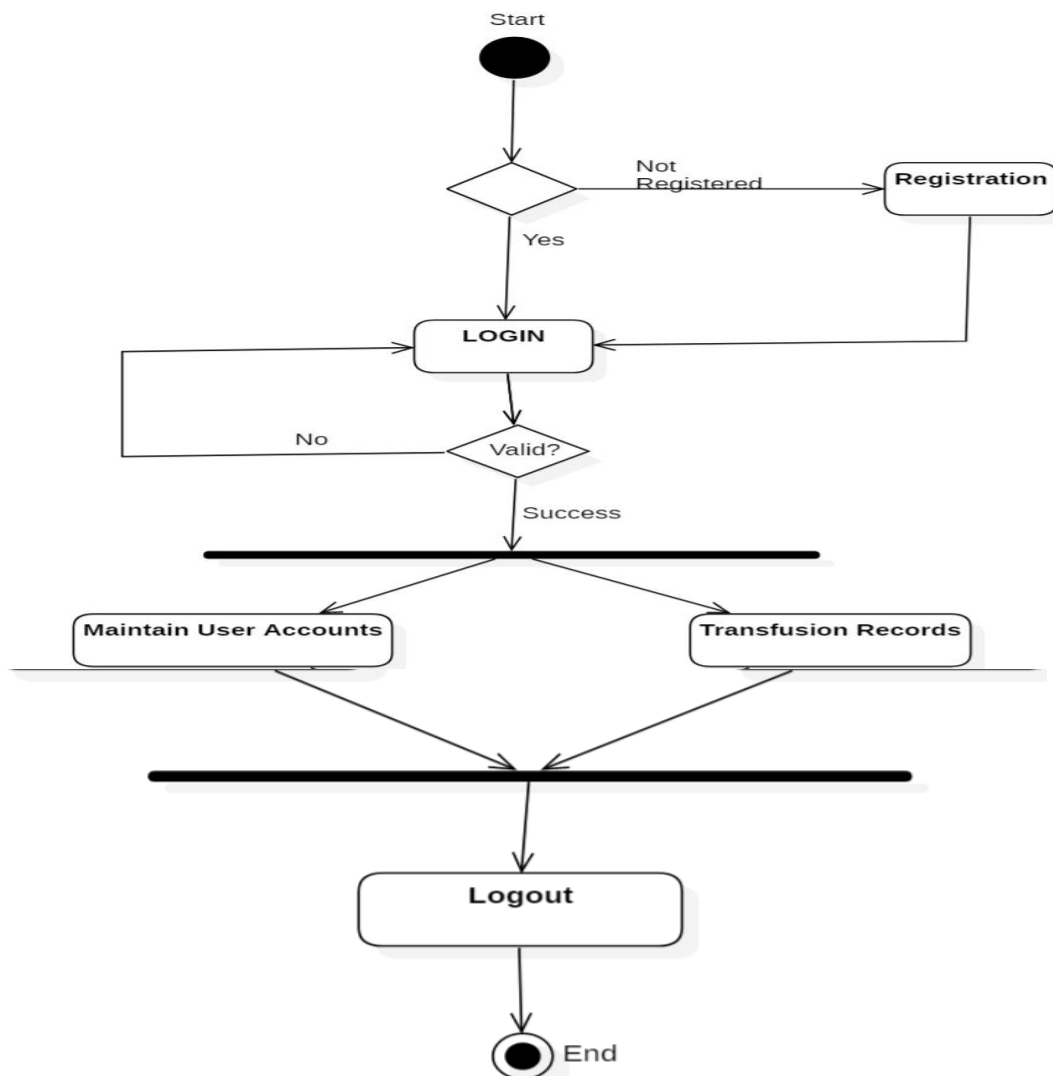 Start
Not
Registered
Registration
Yes
LOGIN
No
Valid?
Success
Maintain User Accounts
Transfusion Records
Logout
End